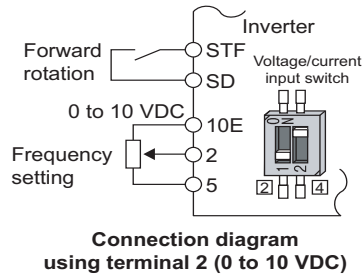 Inverter
Forward rotation
STF
SD
Voltage/current input switch
0 to 10 VDC
10E
Frequency setting
2
5
ON
1 2
2 4
Connection diagram
using terminal 2 (0 to 10 VDC)